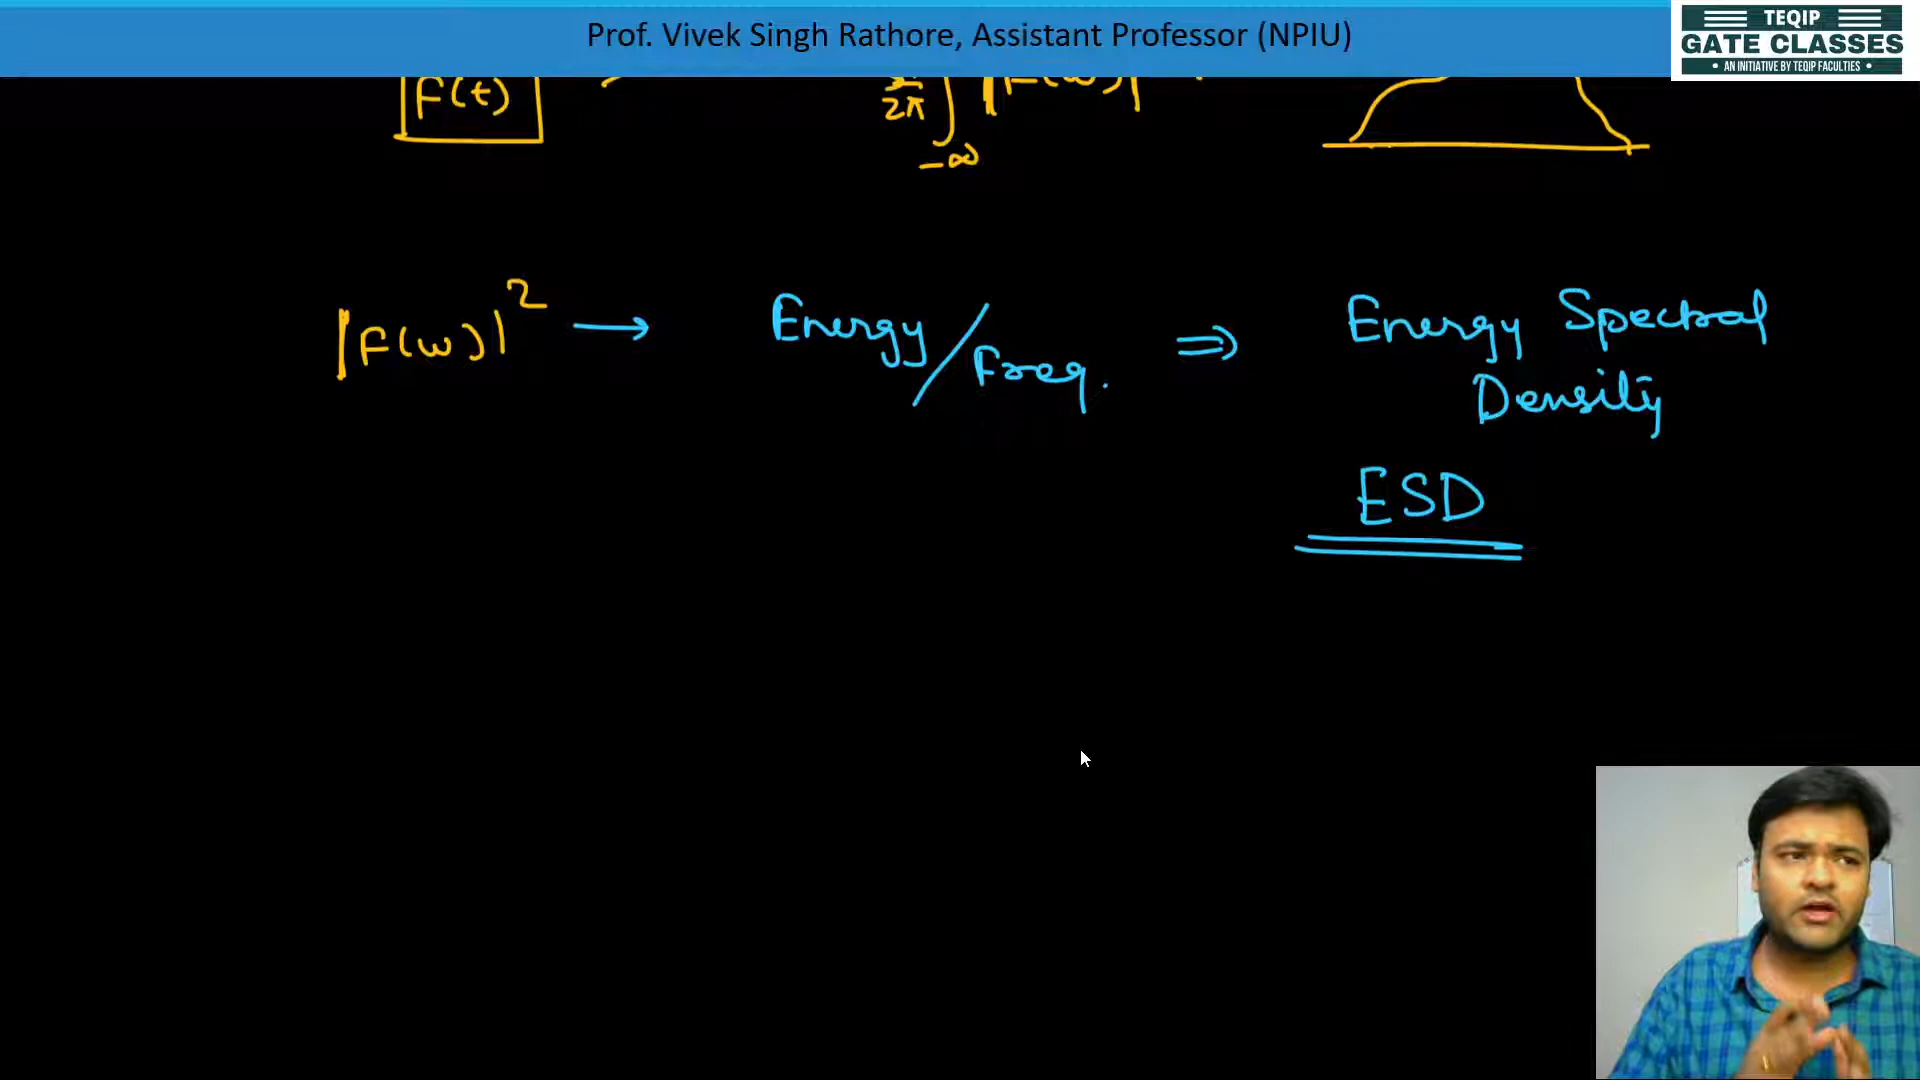 Prof. Vivek Singh Rathore, Assistant Professor (NPIU)
TEQIP
GATE CLASSES
• AN INITIATIVE BY TEQIP FACULTIES •
F(t)
2π ∫ |F(ω)|
-∞
|F(ω)|² → Energy/Freq. ⇒ Energy Spectral
Density
ESD